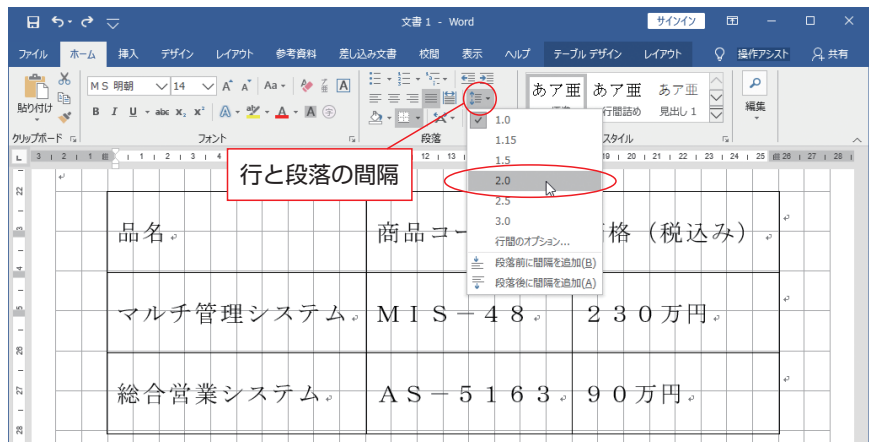 文書 1 - Word
サインイン
ファイル ホーム 挿入 デザイン レイアウト 参考資料 差し込み文書 校閲 表示 ヘルプ テーブル デザイン レイアウト 操作アシスト 共有
MS 明朝 14 Aa
貼り付け
B I U abc x₂ x² A A A
あア亜 あア亜 あア亜
行間詰め 見出し 1
編集
クリップボード フォント 段落 スタイル
1.0
1.15
1.5
2.0
2.5
3.0
行間のオプション...
段落前に間隔を追加(B)
段落後に間隔を追加(A)
行と段落の間隔
品名 商品コー 格（税込み）
マルチ管理システム ＭＩＳ－４８ ２３０万円
総合営業システム ＡＳ－５１６３ ９０万円